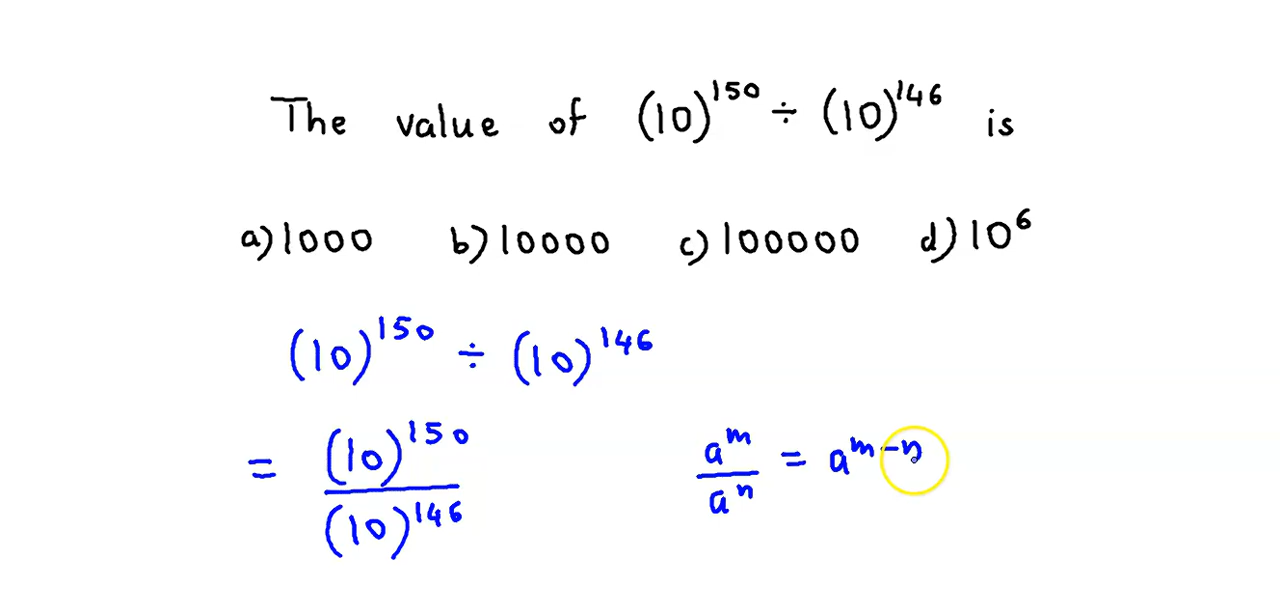 The value of (10)^150 ÷ (10)^146 is
a) 1000 b) 10000 c) 100000 d) 10^6
(10)^150 ÷ (10)^146
= (10)^150 / (10)^146
a^m / a^n = a^m-n